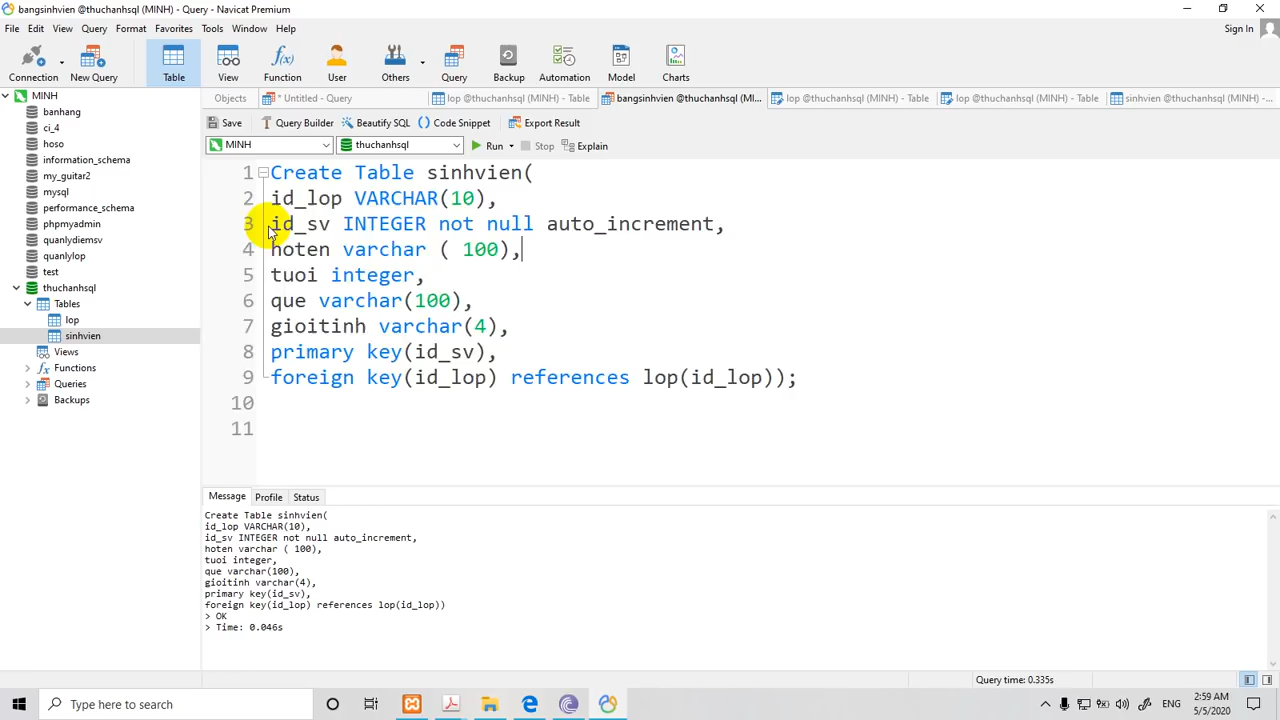 bangsinhvien @thuchanhsql (MINH) - Query - Navicat Premium
File Edit View Query Format Tools Favorites Window Help
Sign In
Connection New Query Table View Function User Others Query Backup Automation Model Charts
MINH
banhang
ci_4
hoso
information_schema
my_guitar2
mysql
performance_schema
phpmyadmin
quanlydiemsv
quanlylop
test
thuchanhsql
Tables
lop
sinhvien
Views
Functions
Queries
Backups
Objects * Untitled - Query lop @thuchanhsql (MINH) - Table bangsinhvien @thuchanhsql (MI... lop @thuchanhsql (MINH) - Table lop @thuchanhsql (MINH) - Table sinhvien @thuchanhsql (MINH) -...
Save Query Builder Beautify SQL () Code Snippet Export Result
MINH thuchanhsql Run Stop Explain
1 Create Table sinhvien(
2 id_lop VARCHAR(10),
3 id_sv INTEGER not null auto_increment,
4 hoten varchar ( 100),
5 tuoi integer,
6 que varchar(100),
7 gioitinh varchar(4),
8 primary key(id_sv),
9 foreign key(id_lop) references lop(id_lop));
10
11
Message Profile Status
Create Table sinhvien(
id_lop VARCHAR(10),
id_sv INTEGER not null auto_increment,
hoten varchar ( 100),
tuoi integer,
que varchar(100),
gioitinh varchar(4),
primary key(id_sv),
foreign key(id_lop) references lop(id_lop))
> OK
> Time: 0.046s
Query time: 0.335s
Type here to search
ENG
2:59 AM
5/5/2020